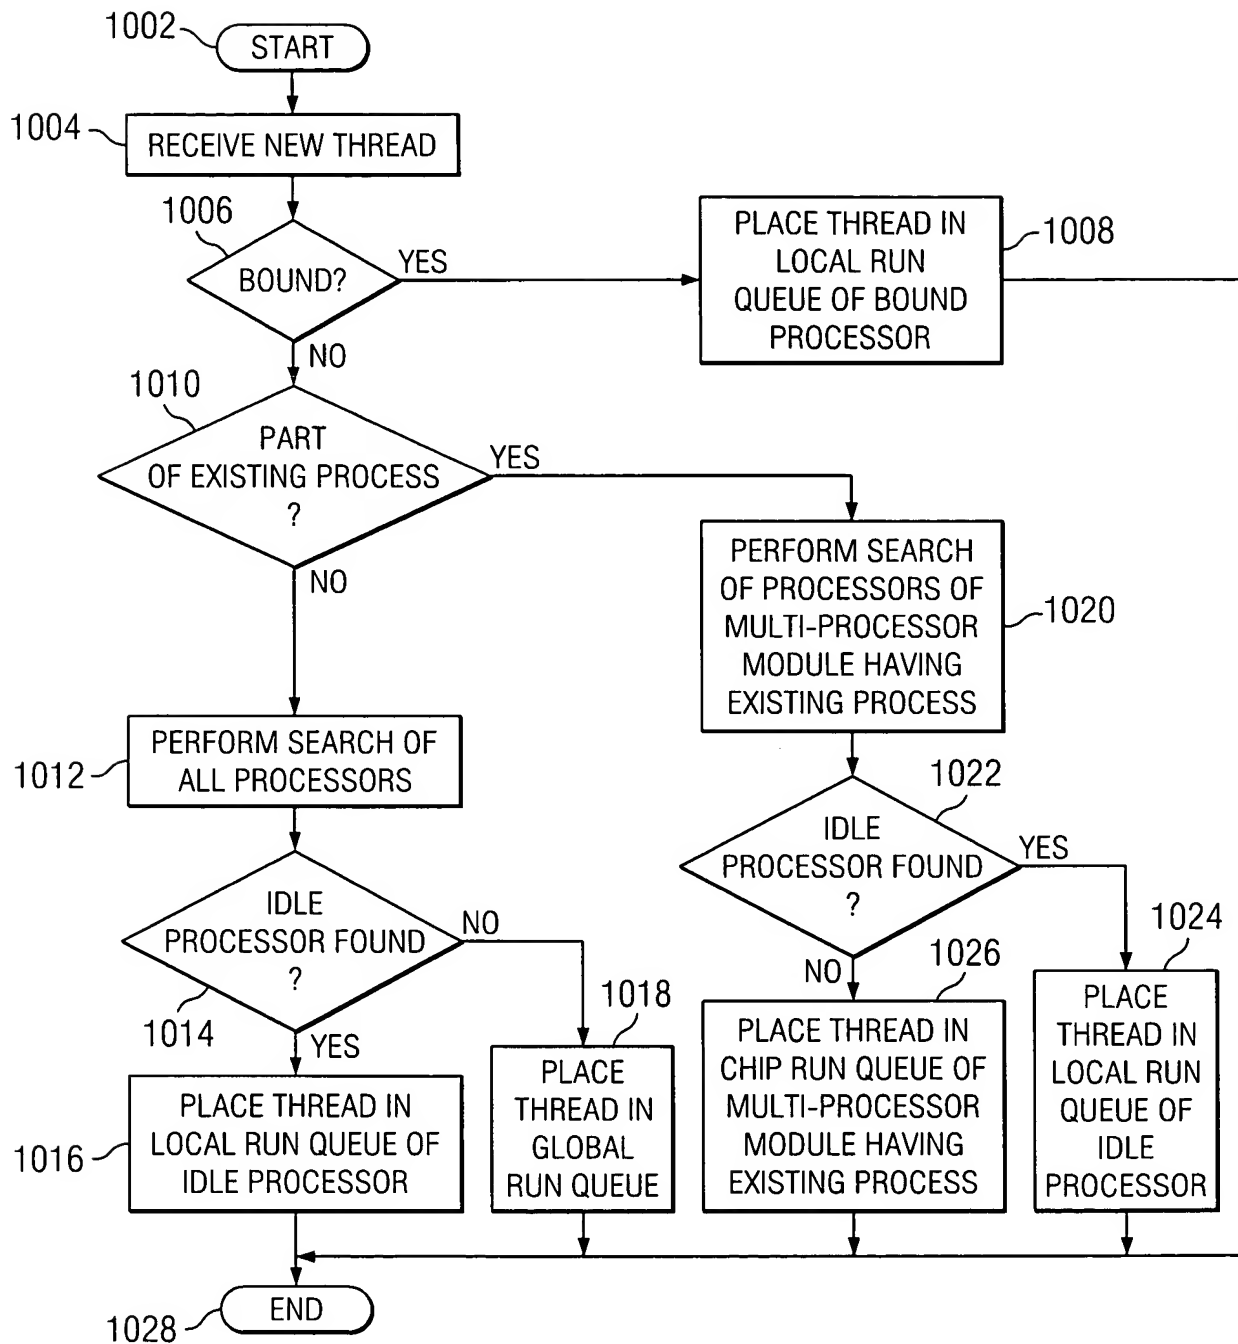 1002
START
1004
RECEIVE NEW THREAD
1006
BOUND?
YES
NO
PLACE THREAD IN
LOCAL RUN
QUEUE OF BOUND
PROCESSOR
1008
1010
PART
OF EXISTING PROCESS
?
YES
NO
PERFORM SEARCH
OF PROCESSORS OF
MULTI-PROCESSOR
MODULE HAVING
EXISTING PROCESS
1020
1012
PERFORM SEARCH OF
ALL PROCESSORS
1022
IDLE
PROCESSOR FOUND
?
YES
NO
IDLE
PROCESSOR FOUND
?
NO
1014
YES
1016
PLACE THREAD IN
LOCAL RUN QUEUE OF
IDLE PROCESSOR
1018
PLACE
THREAD IN
GLOBAL
RUN QUEUE
1026
PLACE THREAD IN
CHIP RUN QUEUE OF
MULTI-PROCESSOR
MODULE HAVING
EXISTING PROCESS
1024
PLACE
THREAD IN
LOCAL RUN
QUEUE OF
IDLE
PROCESSOR
END
1028